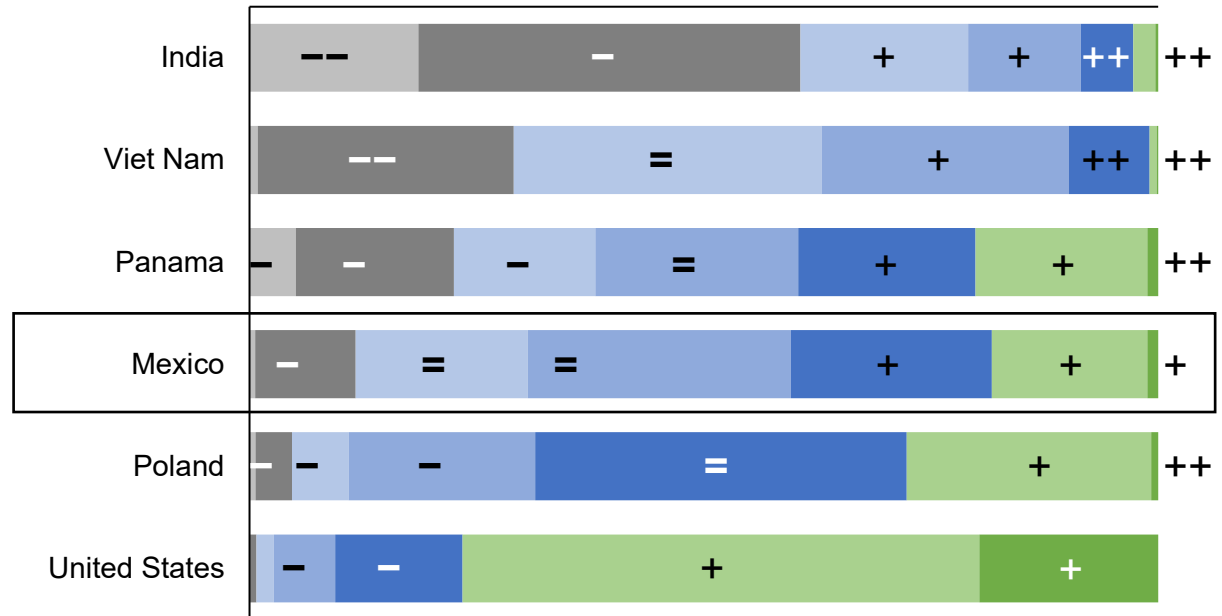 India −− − + + ++ ++
Viet Nam −− = + ++ ++
Panama − − − = + + ++
Mexico − = = + + +
Poland − − − = + ++
United States − − + +